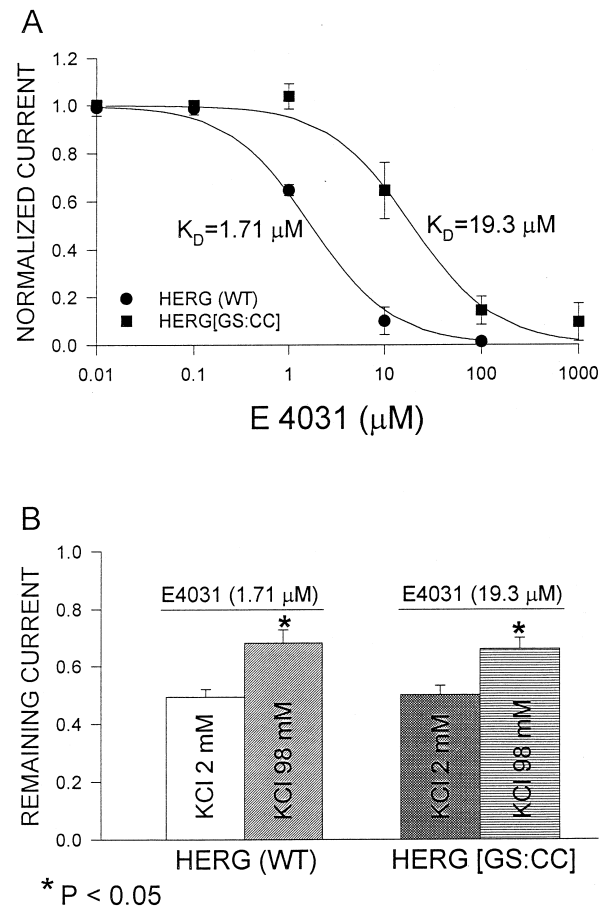 A
NORMALIZED CURRENT
1.2
1.0
0.8
0.6
0.4
0.2
0.0
K_D=1.71 μM
K_D=19.3 μM
HERG (WT)
HERG[GS:CC]
0.01 0.1 1 10 100 1000
E 4031 (μM)
B
REMAINING CURRENT
1.0
0.8
0.6
0.4
0.2
0.0
E4031 (1.71 μM)
E4031 (19.3 μM)
*
*
KCl 2 mM
KCl 98 mM
KCl 2 mM
KCl 98 mM
HERG (WT)
HERG [GS:CC]
* P < 0.05